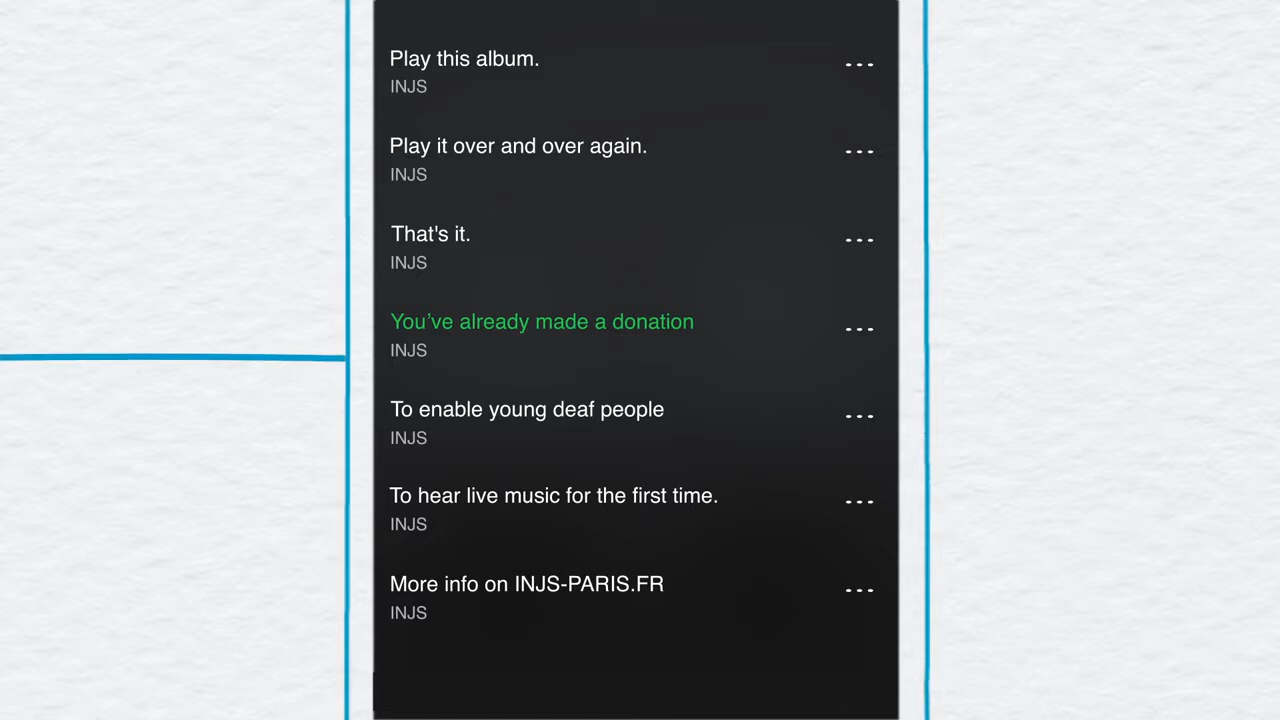 Play this album.
INJS
Play it over and over again.
INJS
That's it.
INJS
You’ve already made a donation
INJS
To enable young deaf people
INJS
To hear live music for the first time.
INJS
More info on INJS-PARIS.FR
INJS